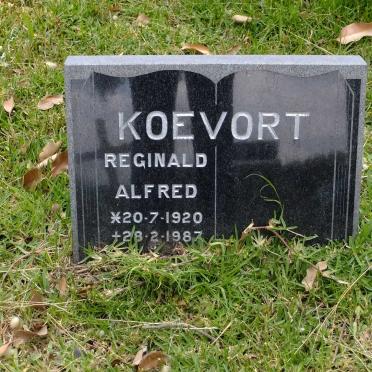 KOEVORT
REGINALD
ALFRED
*20-7-1920
+28-2-1987